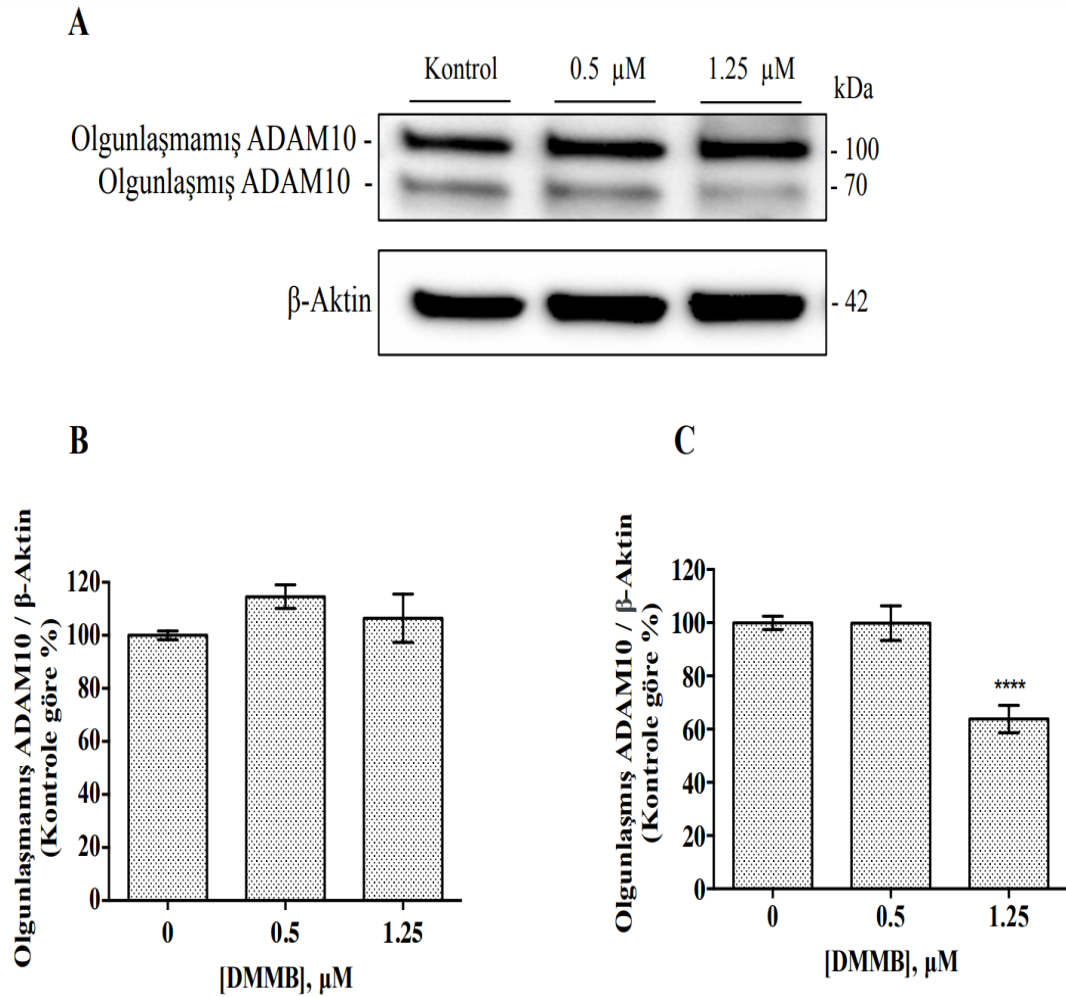 A
Kontrol 0.5 µM 1.25 µM kDa
Olgunlaşmamış ADAM10 - - 100
Olgunlaşmış ADAM10 - - 70
β-Aktin - 42
B
Olgunlaşmamış ADAM10 / β-Aktin
(Kontrole göre %)
120
100
80
60
40
20
0
0 0.5 1.25
[DMMB], µM
C
Olgunlaşmış ADAM10 / β-Aktin
(Kontrole göre %)
120
100
80
60
40
20
0
****
0 0.5 1.25
[DMMB], µM